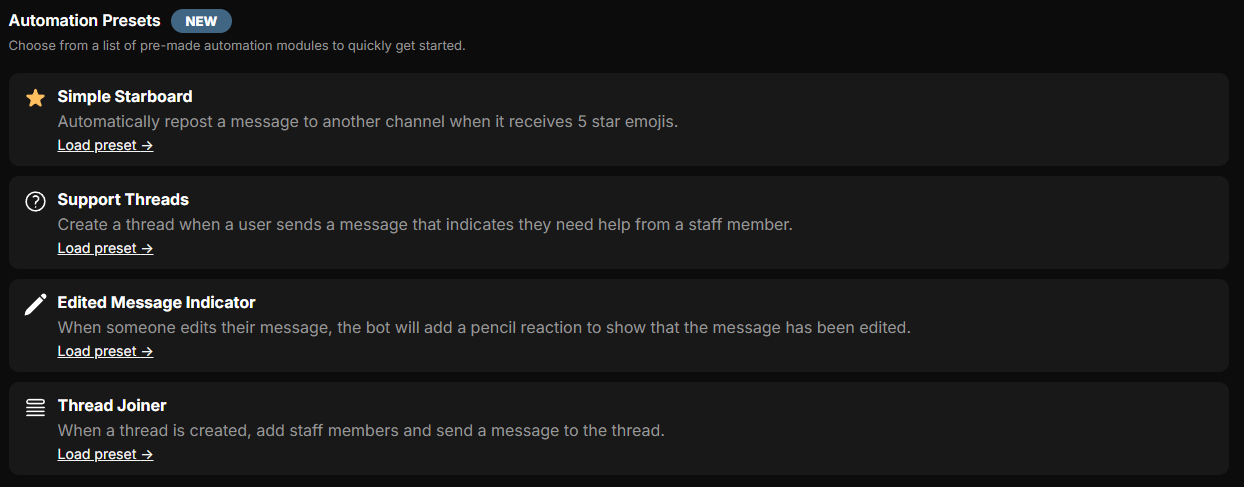 Automation Presets NEW
Choose from a list of pre-made automation modules to quickly get started.
Simple Starboard
Automatically repost a message to another channel when it receives 5 star emojis.
Load preset →
Support Threads
Create a thread when a user sends a message that indicates they need help from a staff member.
Load preset →
Edited Message Indicator
When someone edits their message, the bot will add a pencil reaction to show that the message has been edited.
Load preset →
Thread Joiner
When a thread is created, add staff members and send a message to the thread.
Load preset →